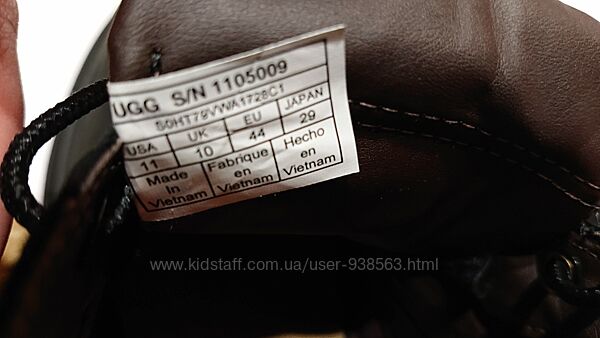 UGG S/N 1105009
S0HT79VWA1728C1
USA UK EU JAPAN
11 10 44 29
Made In Vietnam Fabrique en Vietnam Hecho en Vietnam
www.kidstaff.com.ua/user-938563.html